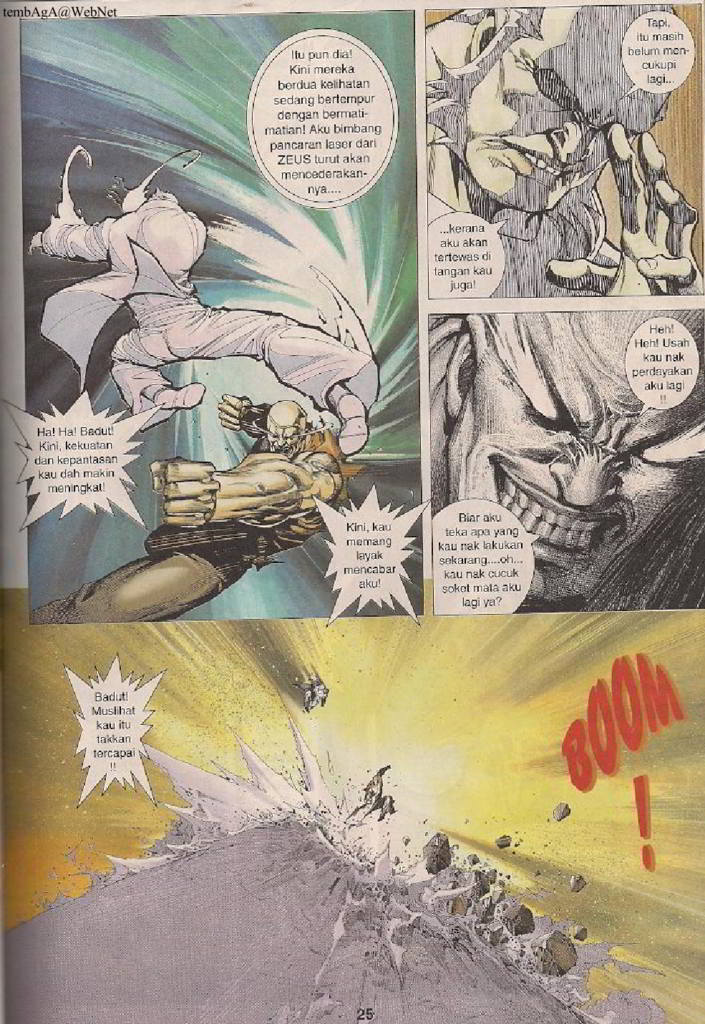 tembAgA@WebNet
Itu pun dia!
Kini mereka
berdua kelihatan
sedang bertempur
dengan bermati-
matian! Aku bimbang
pancaran laser dari
ZEUS turut akan
mencederakan-
nya....
Ha! Ha! Badut!
Kini, kekuatan
dan kepantasan
kau dah makin
meningkat!
Kini, kau
memang
layak
mencabar
aku!
Tapi,
itu masih
belum men-
cukupi
lagi...
...kerana
aku akan
tertewas di
tangan kau
juga!
Heh!
Heh! Usah
kau nak
perdayakan
aku lagi
!!
Biar aku
teka apa yang
kau nak lakukan
sekarang....oh...
kau nak cucuk
soket mata aku
lagi ya?
Badut!
Muslihat
kau itu
takkan
tercapai
!!
BOOM
!
25